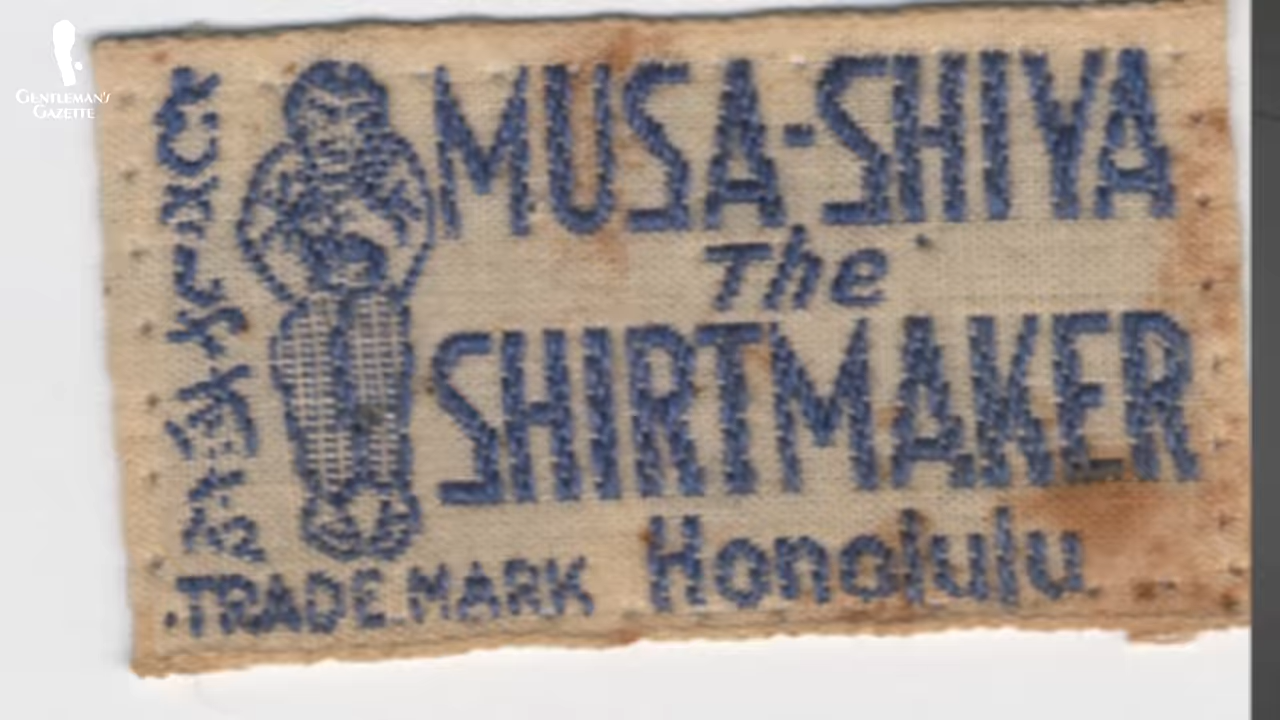 GENTLEMAN'S
GAZETTE
MUSA-SHIYA
The
SHIRTMAKER
Honolulu
TRADE MARK